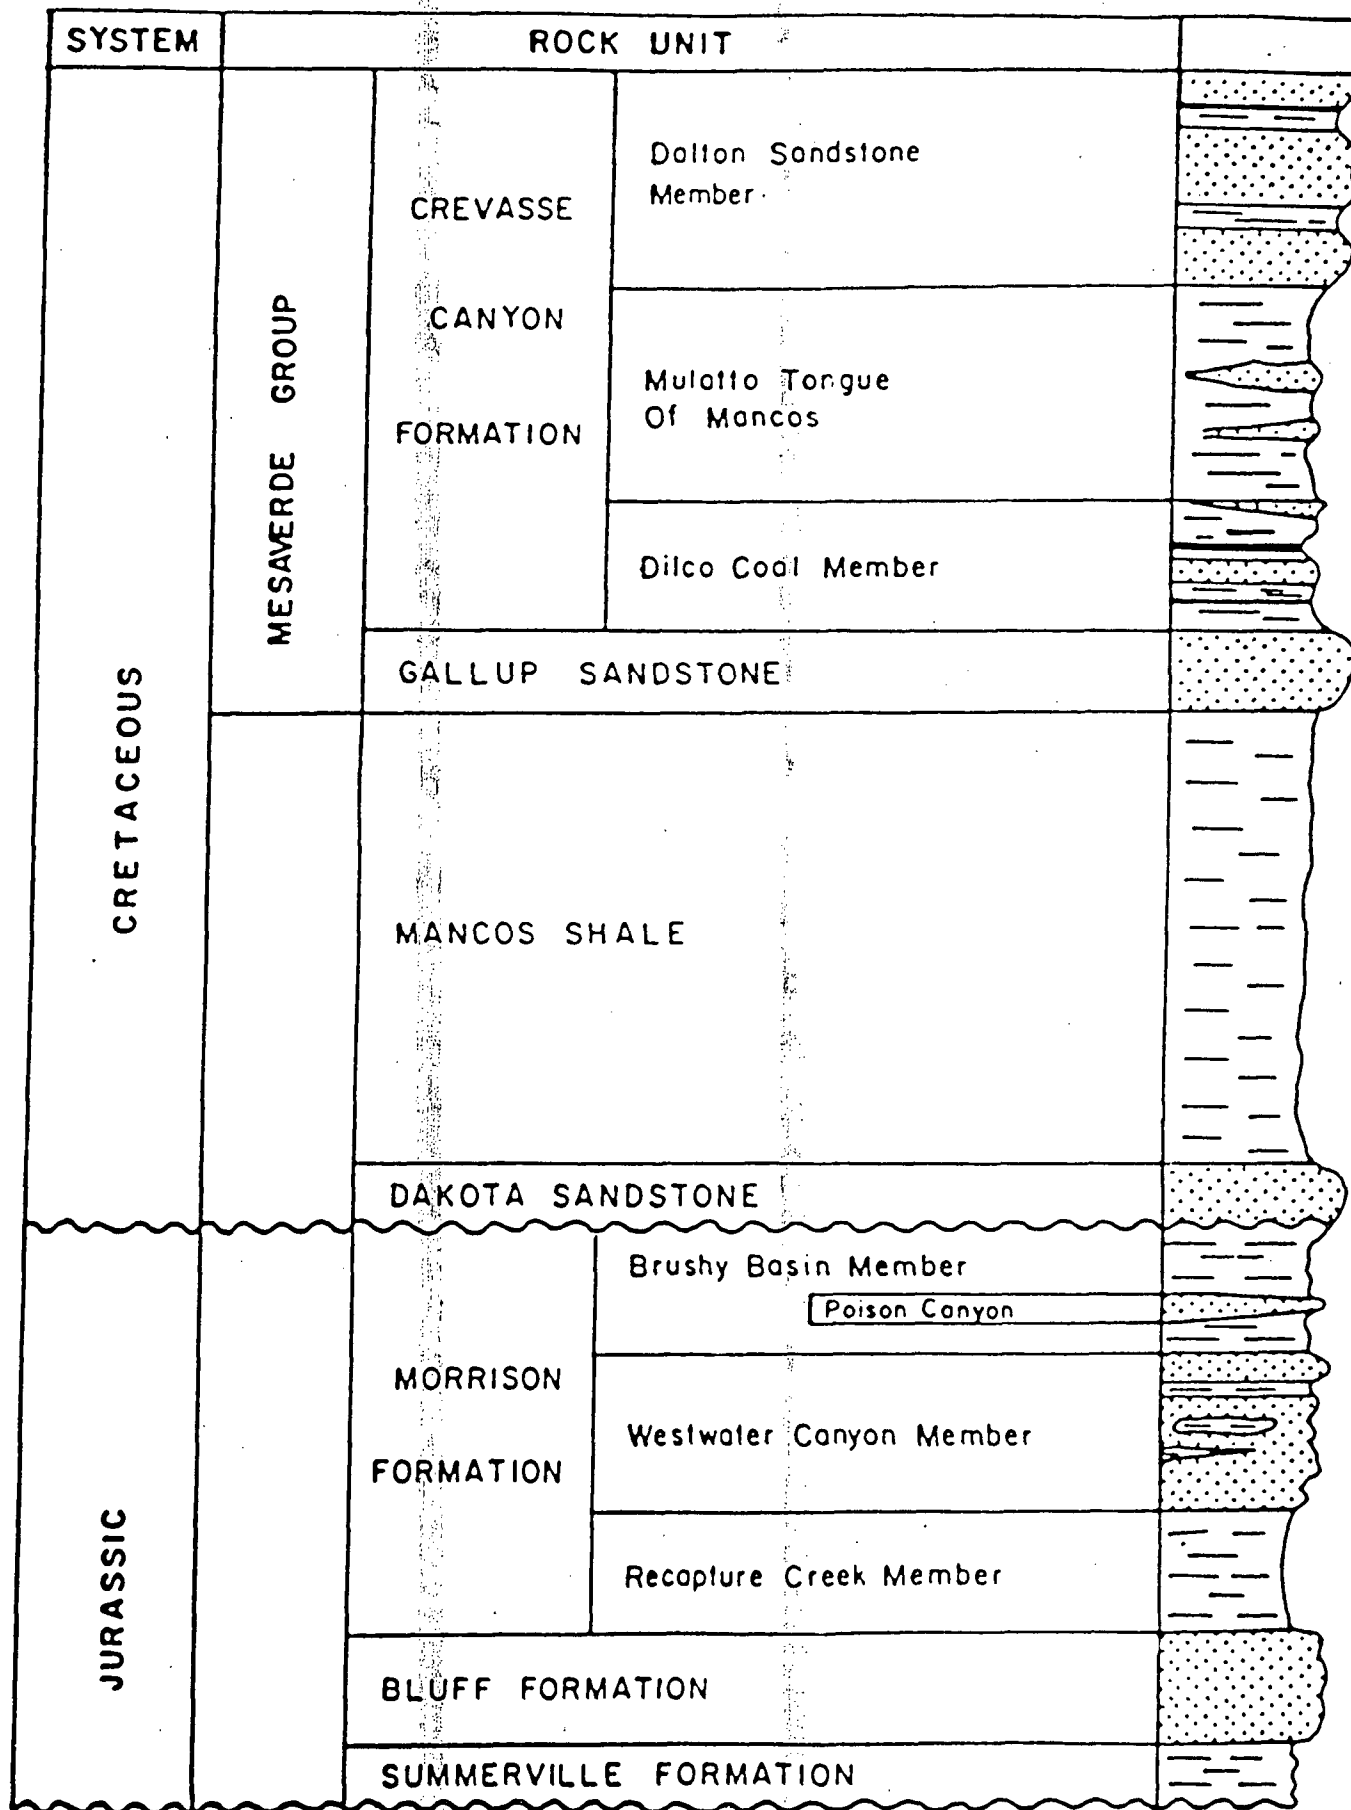 SYSTEM
ROCK UNIT
CRETACEOUS
MESAVERDE GROUP
CREVASSE
CANYON
FORMATION
Dalton Sandstone
Member
Mulatto Tongue
Of Mancos
Dilco Coal Member
GALLUP SANDSTONE
MANCOS SHALE
DAKOTA SANDSTONE
JURASSIC
MORRISON
FORMATION
Brushy Basin Member
Poison Canyon
Westwater Canyon Member
Recapture Creek Member
BLUFF FORMATION
SUMMERVILLE FORMATION